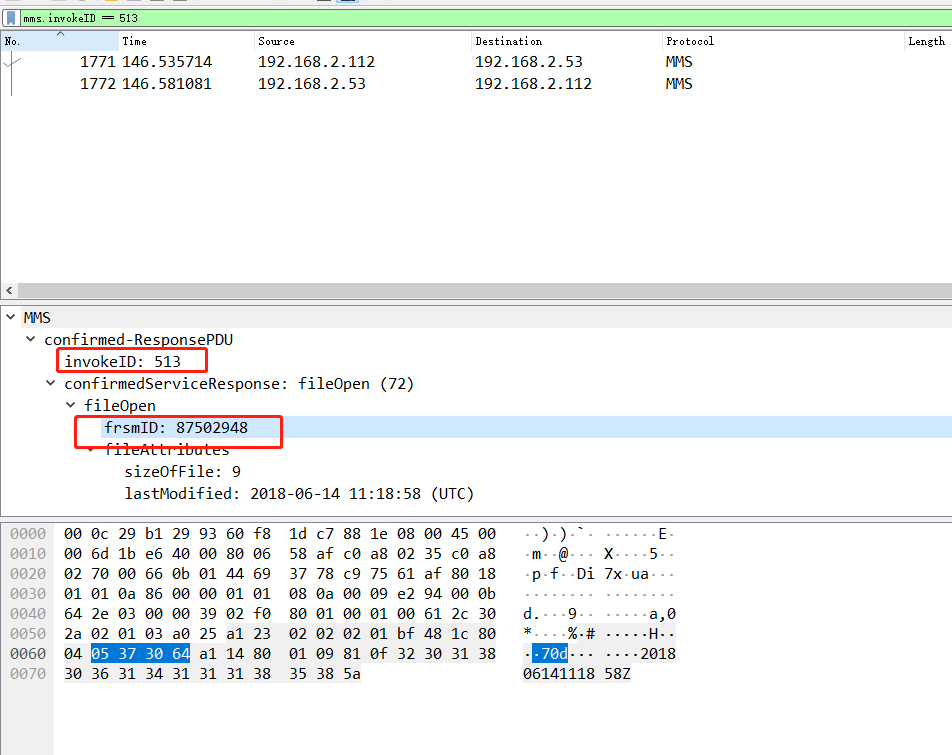 mms.invokeID == 513
No. Time Source Destination Protocol Length
1771 146.535714 192.168.2.112 192.168.2.53 MMS
1772 146.581081 192.168.2.53 192.168.2.112 MMS
MMS
confirmed-ResponsePDU
invokeID: 513
confirmedServiceResponse: fileOpen (72)
fileOpen
frsmID: 87502948
fileAttributes
sizeOfFile: 9
lastModified: 2018-06-14 11:18:58 (UTC)
0000 00 0c 29 b1 29 93 60 f8 1d c7 88 1e 08 00 45 00 ··)·)·`· ······E·
0010 00 6d 1b e6 40 00 80 06 58 af c0 a8 02 35 c0 a8 ·m··@··· X····5··
0020 02 70 00 66 0b 01 44 69 37 78 c9 75 61 af 80 18 ·p·f··Di 7x·ua···
0030 01 01 0a 86 00 00 01 01 08 0a 00 09 e2 94 00 0b ········ ········
0040 64 2e 03 00 00 39 02 f0 80 01 00 01 00 61 2c 30 d.···9·· ·····a,0
0050 2a 02 01 03 a0 25 a1 23 02 02 02 01 bf 48 1c 80 *····%·# ·····H··
0060 04 05 37 30 64 a1 14 80 01 09 81 0f 32 30 31 38 ··70d··· ····2018
0070 30 36 31 34 31 31 31 38 35 38 5a 06141118 58Z